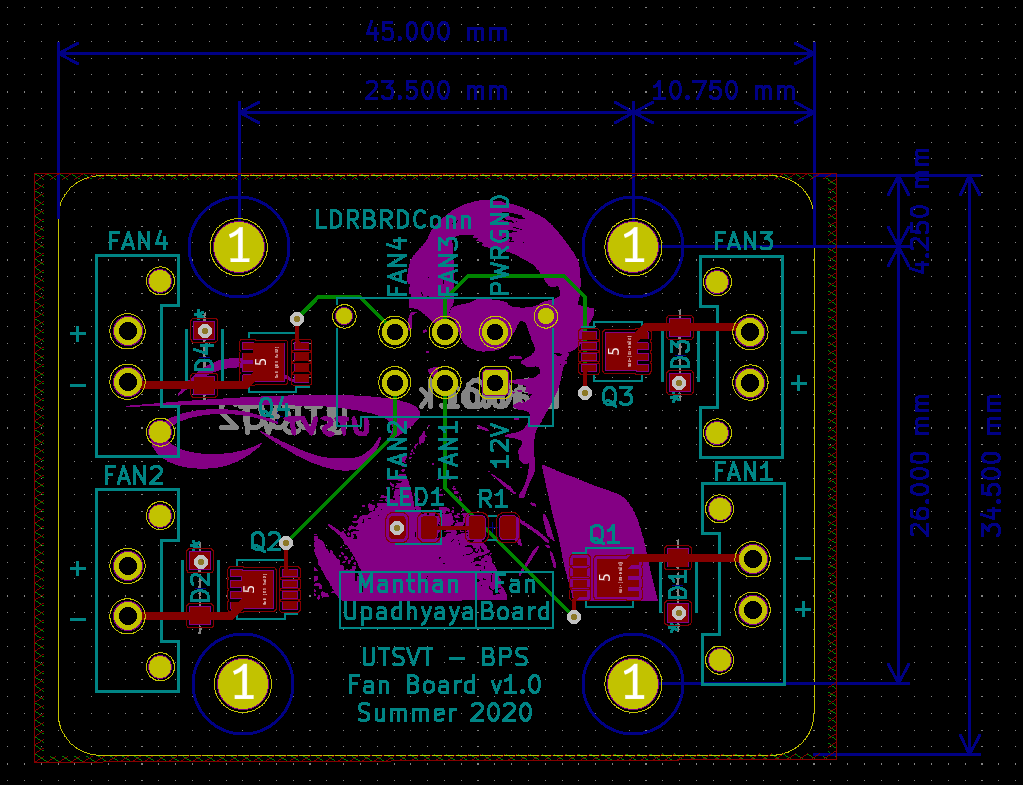 45.000 mm
23.500 mm
10.750 mm
4.250 mm
LDRBRDConn
FAN4
FAN3
PWRGND
FAN4
1
1
FAN3
+
-
D4
5
Q4
5
Q3
D3
-
+
FAN2
FAN1
12V
FAN2
LED1
R1
FAN1
26.000 mm
34.500 mm
Q2
Q1
+
-
D2
5
5
D1
-
+
Manthan
Upadhyaya
Fan
Board
1
1
UTSVT - BPS
Fan Board v1.0
Summer 2020